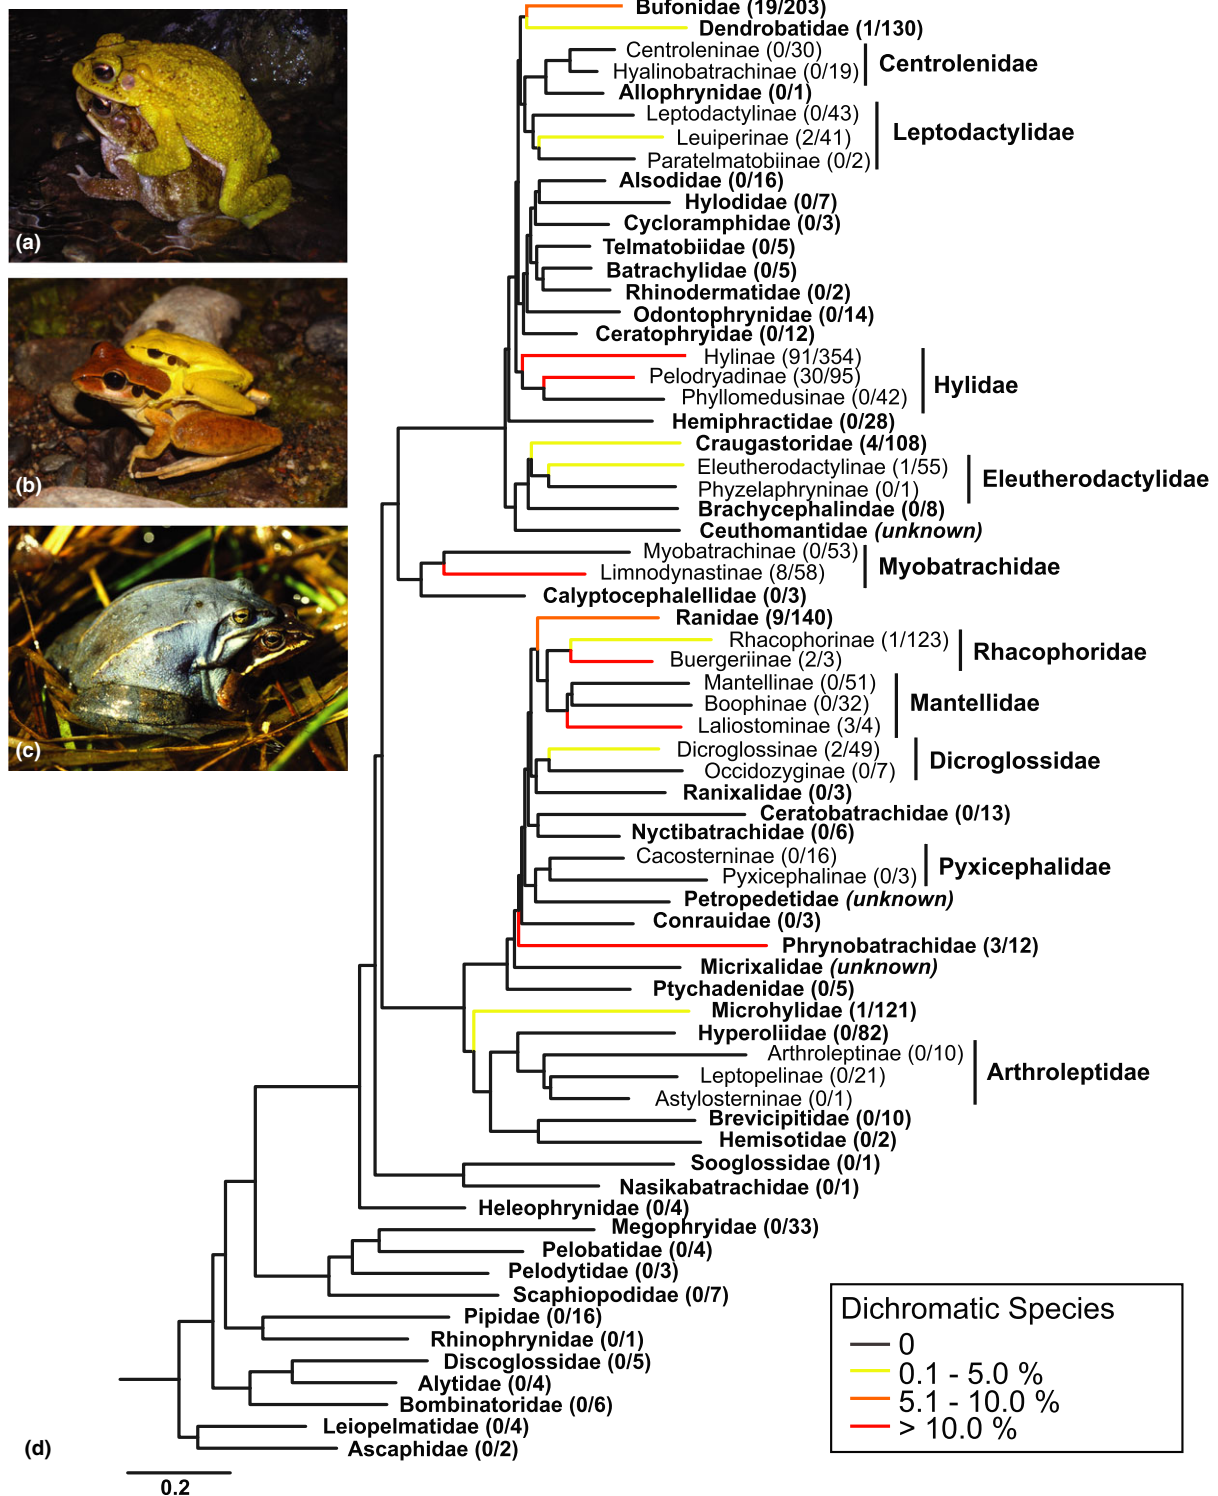 Bufonidae (19/203)
Dendrobatidae (1/130)
Centroleninae (0/30)
Hyalinobatrachinae (0/19)
Centrolenidae
Allophrynidae (0/1)
Leptodactylinae (0/43)
Leuiperinae (2/41)
Leptodactylidae
Paratelmatobiinae (0/2)
Alsodidae (0/16)
Hylodidae (0/7)
Cycloramphidae (0/3)
(a)
Telmatobiidae (0/5)
Batrachylidae (0/5)
Rhinodermatidae (0/2)
Odontophrynidae (0/14)
Ceratophryidae (0/12)
Hylinae (91/354)
Pelodryadinae (30/95)
Hylidae
Phyllomedusinae (0/42)
Hemiphractidae (0/28)
Craugastoridae (4/108)
Eleutherodactylinae (1/55)
Eleutherodactylidae
(b)
Phyzelaphryninae (0/1)
Brachycephalindae (0/8)
Ceuthomantidae (unknown)
Myobatrachinae (0/53)
Myobatrachidae
Limnodynastinae (8/58)
Calyptocephalellidae (0/3)
Ranidae (9/140)
Rhacophorinae (1/123)
Rhacophoridae
Buergeriinae (2/3)
Mantellinae (0/51)
Boophinae (0/32)
Mantellidae
Laliostominae (3/4)
(c)
Dicroglossinae (2/49)
Dicroglossidae
Occidozyginae (0/7)
Ranixalidae (0/3)
Ceratobatrachidae (0/13)
Nyctibatrachidae (0/6)
Cacosterninae (0/16)
Pyxicephalidae
Pyxicephalinae (0/3)
Petropedetidae (unknown)
Conrauidae (0/3)
Phrynobatrachidae (3/12)
Micrixalidae (unknown)
Ptychadenidae (0/5)
Microhylidae (1/121)
Hyperoliidae (0/82)
Arthroleptinae (0/10)
Arthroleptidae
Leptopelinae (0/21)
Astylosterninae (0/1)
Brevicipitidae (0/10)
Hemisotidae (0/2)
Sooglossidae (0/1)
Nasikabatrachidae (0/1)
Heleophrynidae (0/4)
Megophryidae (0/33)
Pelobatidae (0/4)
Pelodytidae (0/3)
Scaphiopodidae (0/7)
Pipidae (0/16)
Rhinophrynidae (0/1)
Discoglossidae (0/5)
Alytidae (0/4)
Bombinatoridae (0/6)
Leiopelmatidae (0/4)
Ascaphidae (0/2)
(d)
0.2
Dichromatic Species
0
0.1 - 5.0 %
5.1 - 10.0 %
> 10.0 %